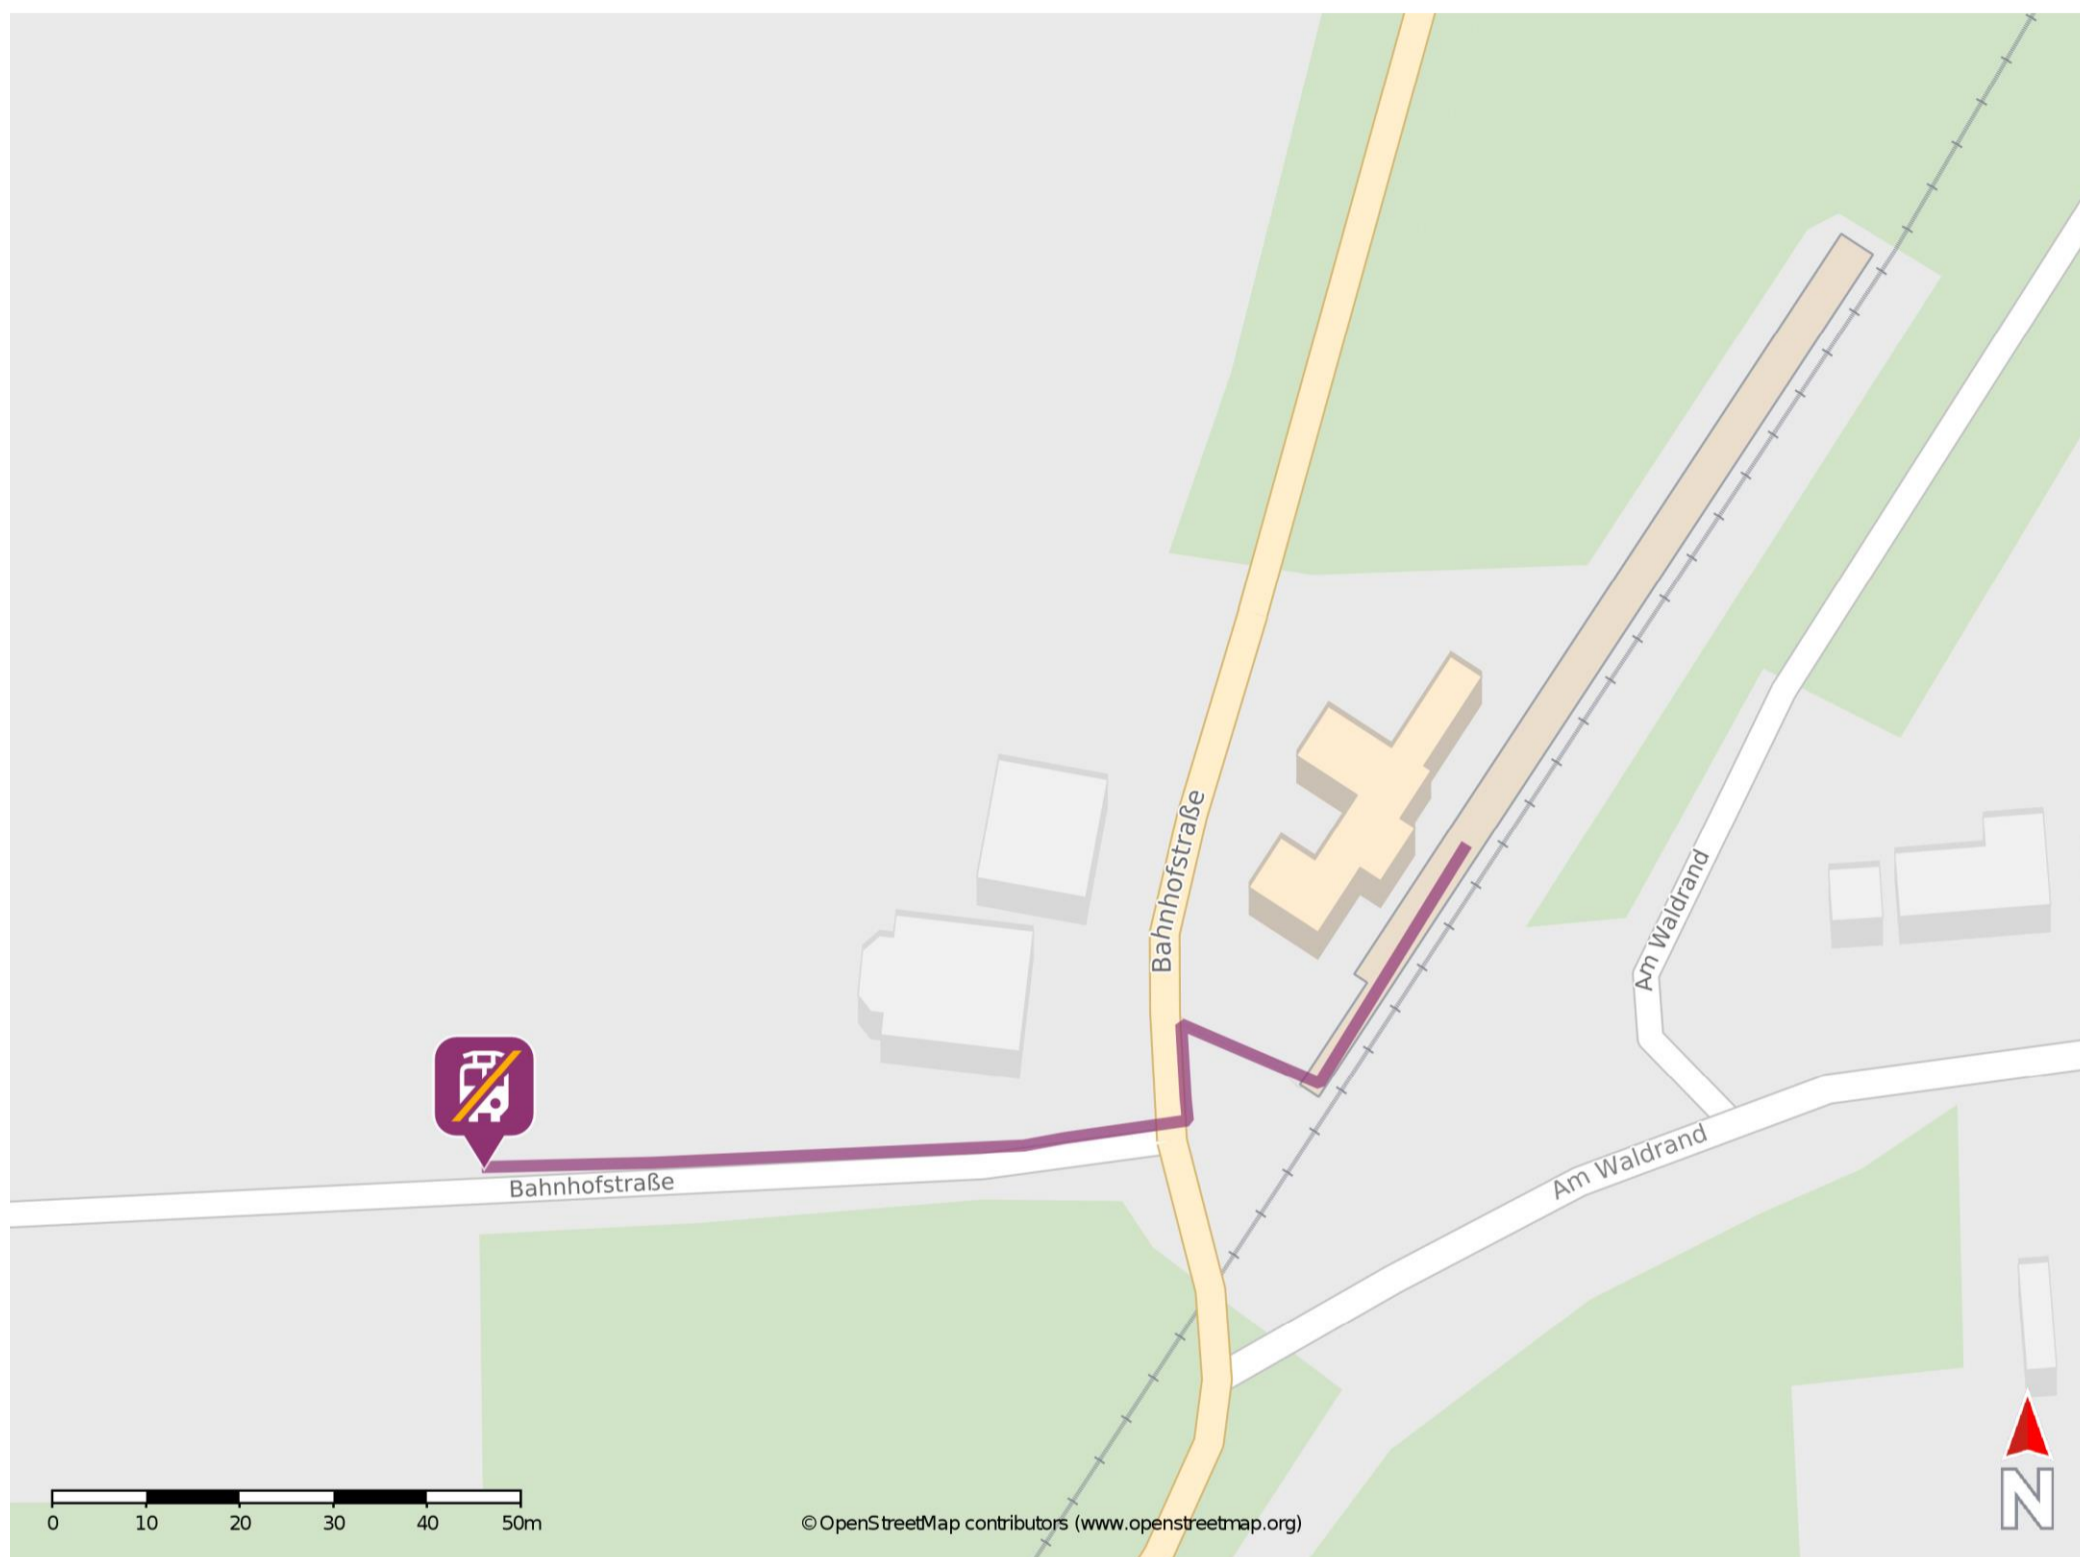 Bahnhofstraße
Am Waldrand
Am Waldrand
Bahnhofstraße
0 10 20 30 40 50m
© OpenStreetMap contributors (www.openstreetmap.org)
N